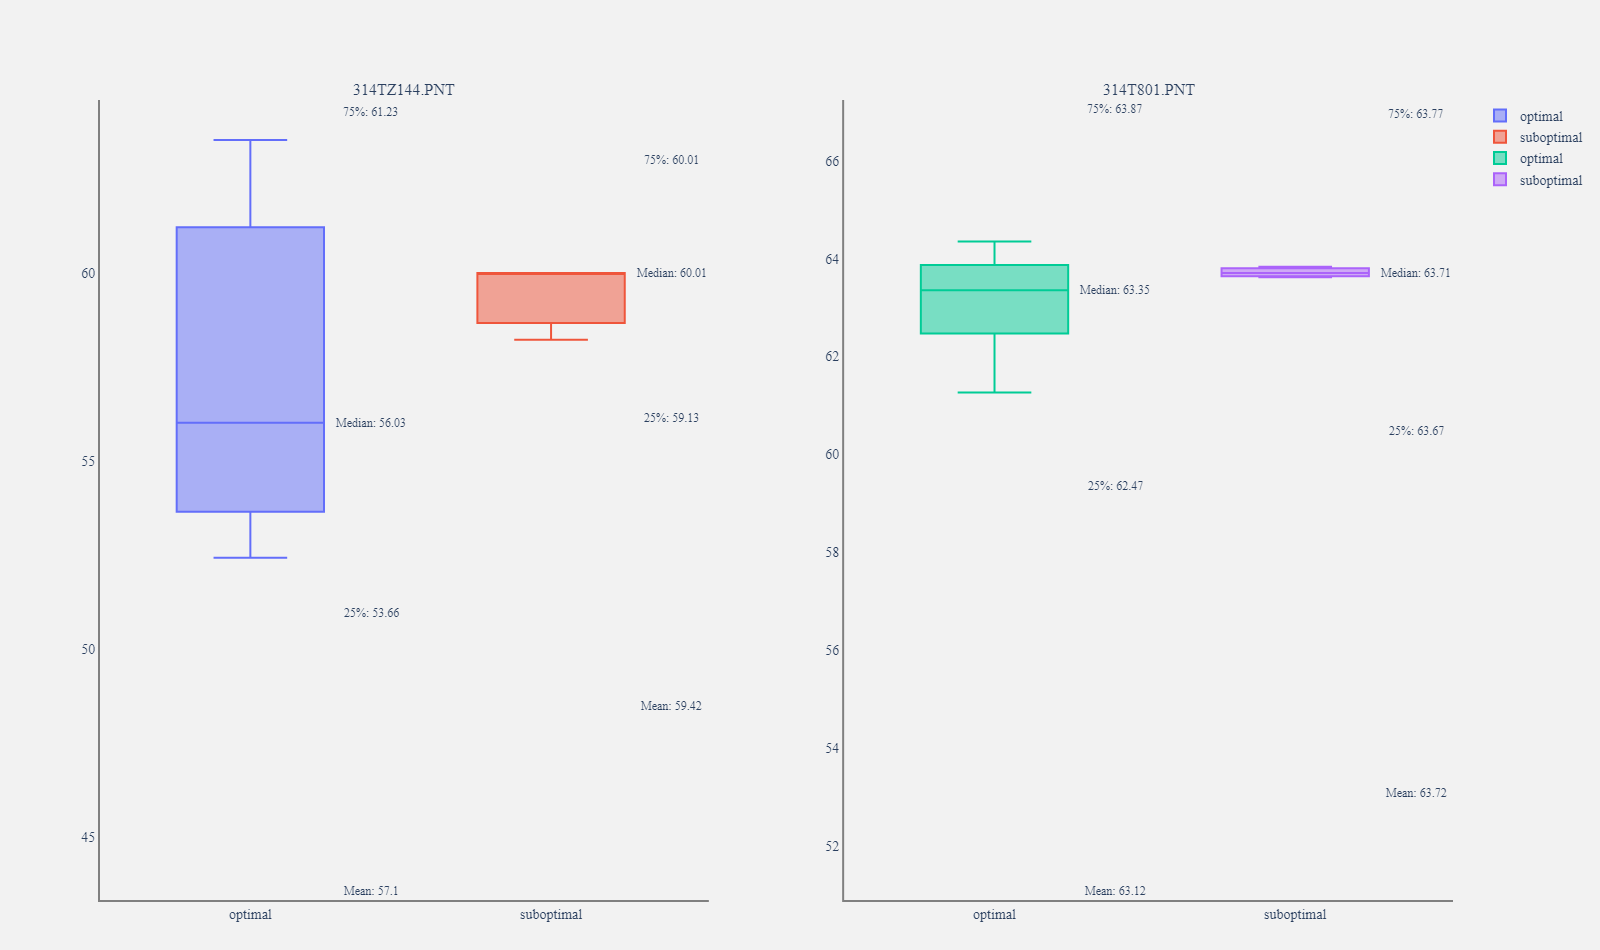 314TZ144.PNT
75%: 61.23
75%: 60.01
60
Median: 60.01
Median: 56.03
25%: 59.13
55
25%: 53.66
50
Mean: 59.42
45
Mean: 57.1
optimal
suboptimal
314T801.PNT
75%: 63.87
75%: 63.77
66
64
Median: 63.71
Median: 63.35
62
25%: 63.67
60
25%: 62.47
58
56
54
Mean: 63.72
52
Mean: 63.12
optimal
suboptimal
optimal
suboptimal
optimal
suboptimal